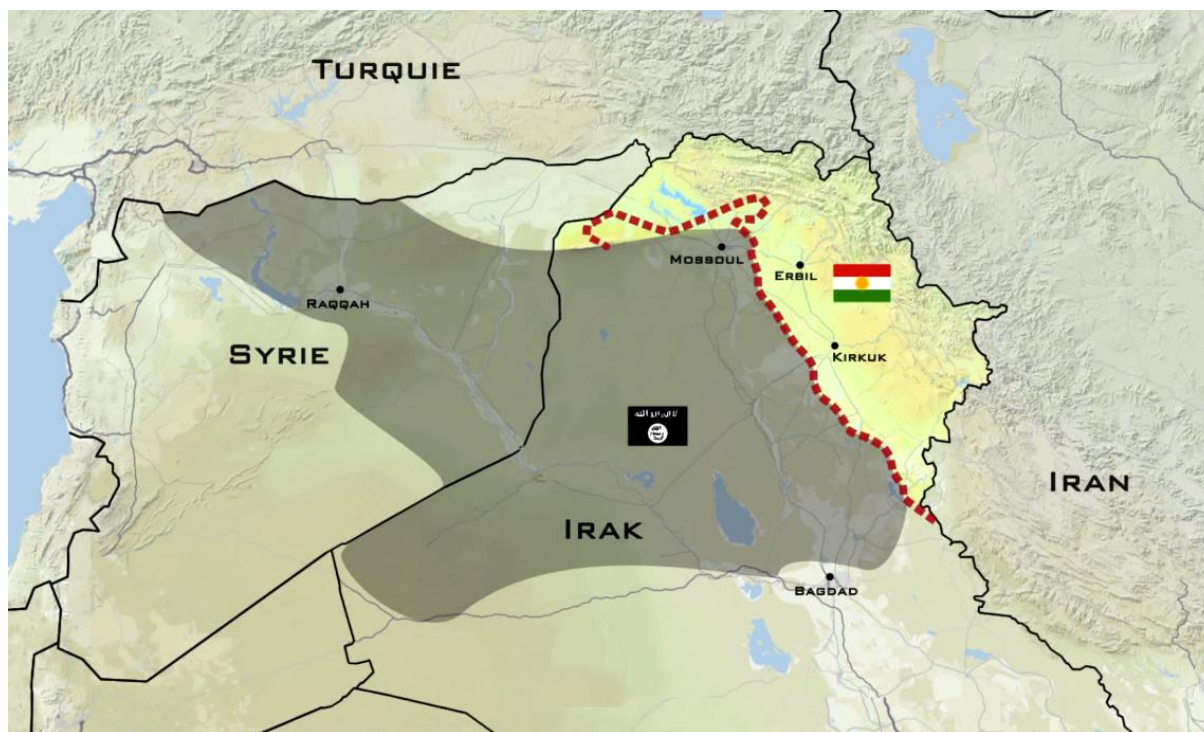 TURQUIE
MOSSOUL
ERBIL
RAQQAH
SYRIE
KIRKUK
IRAN
IRAK
BAGDAD